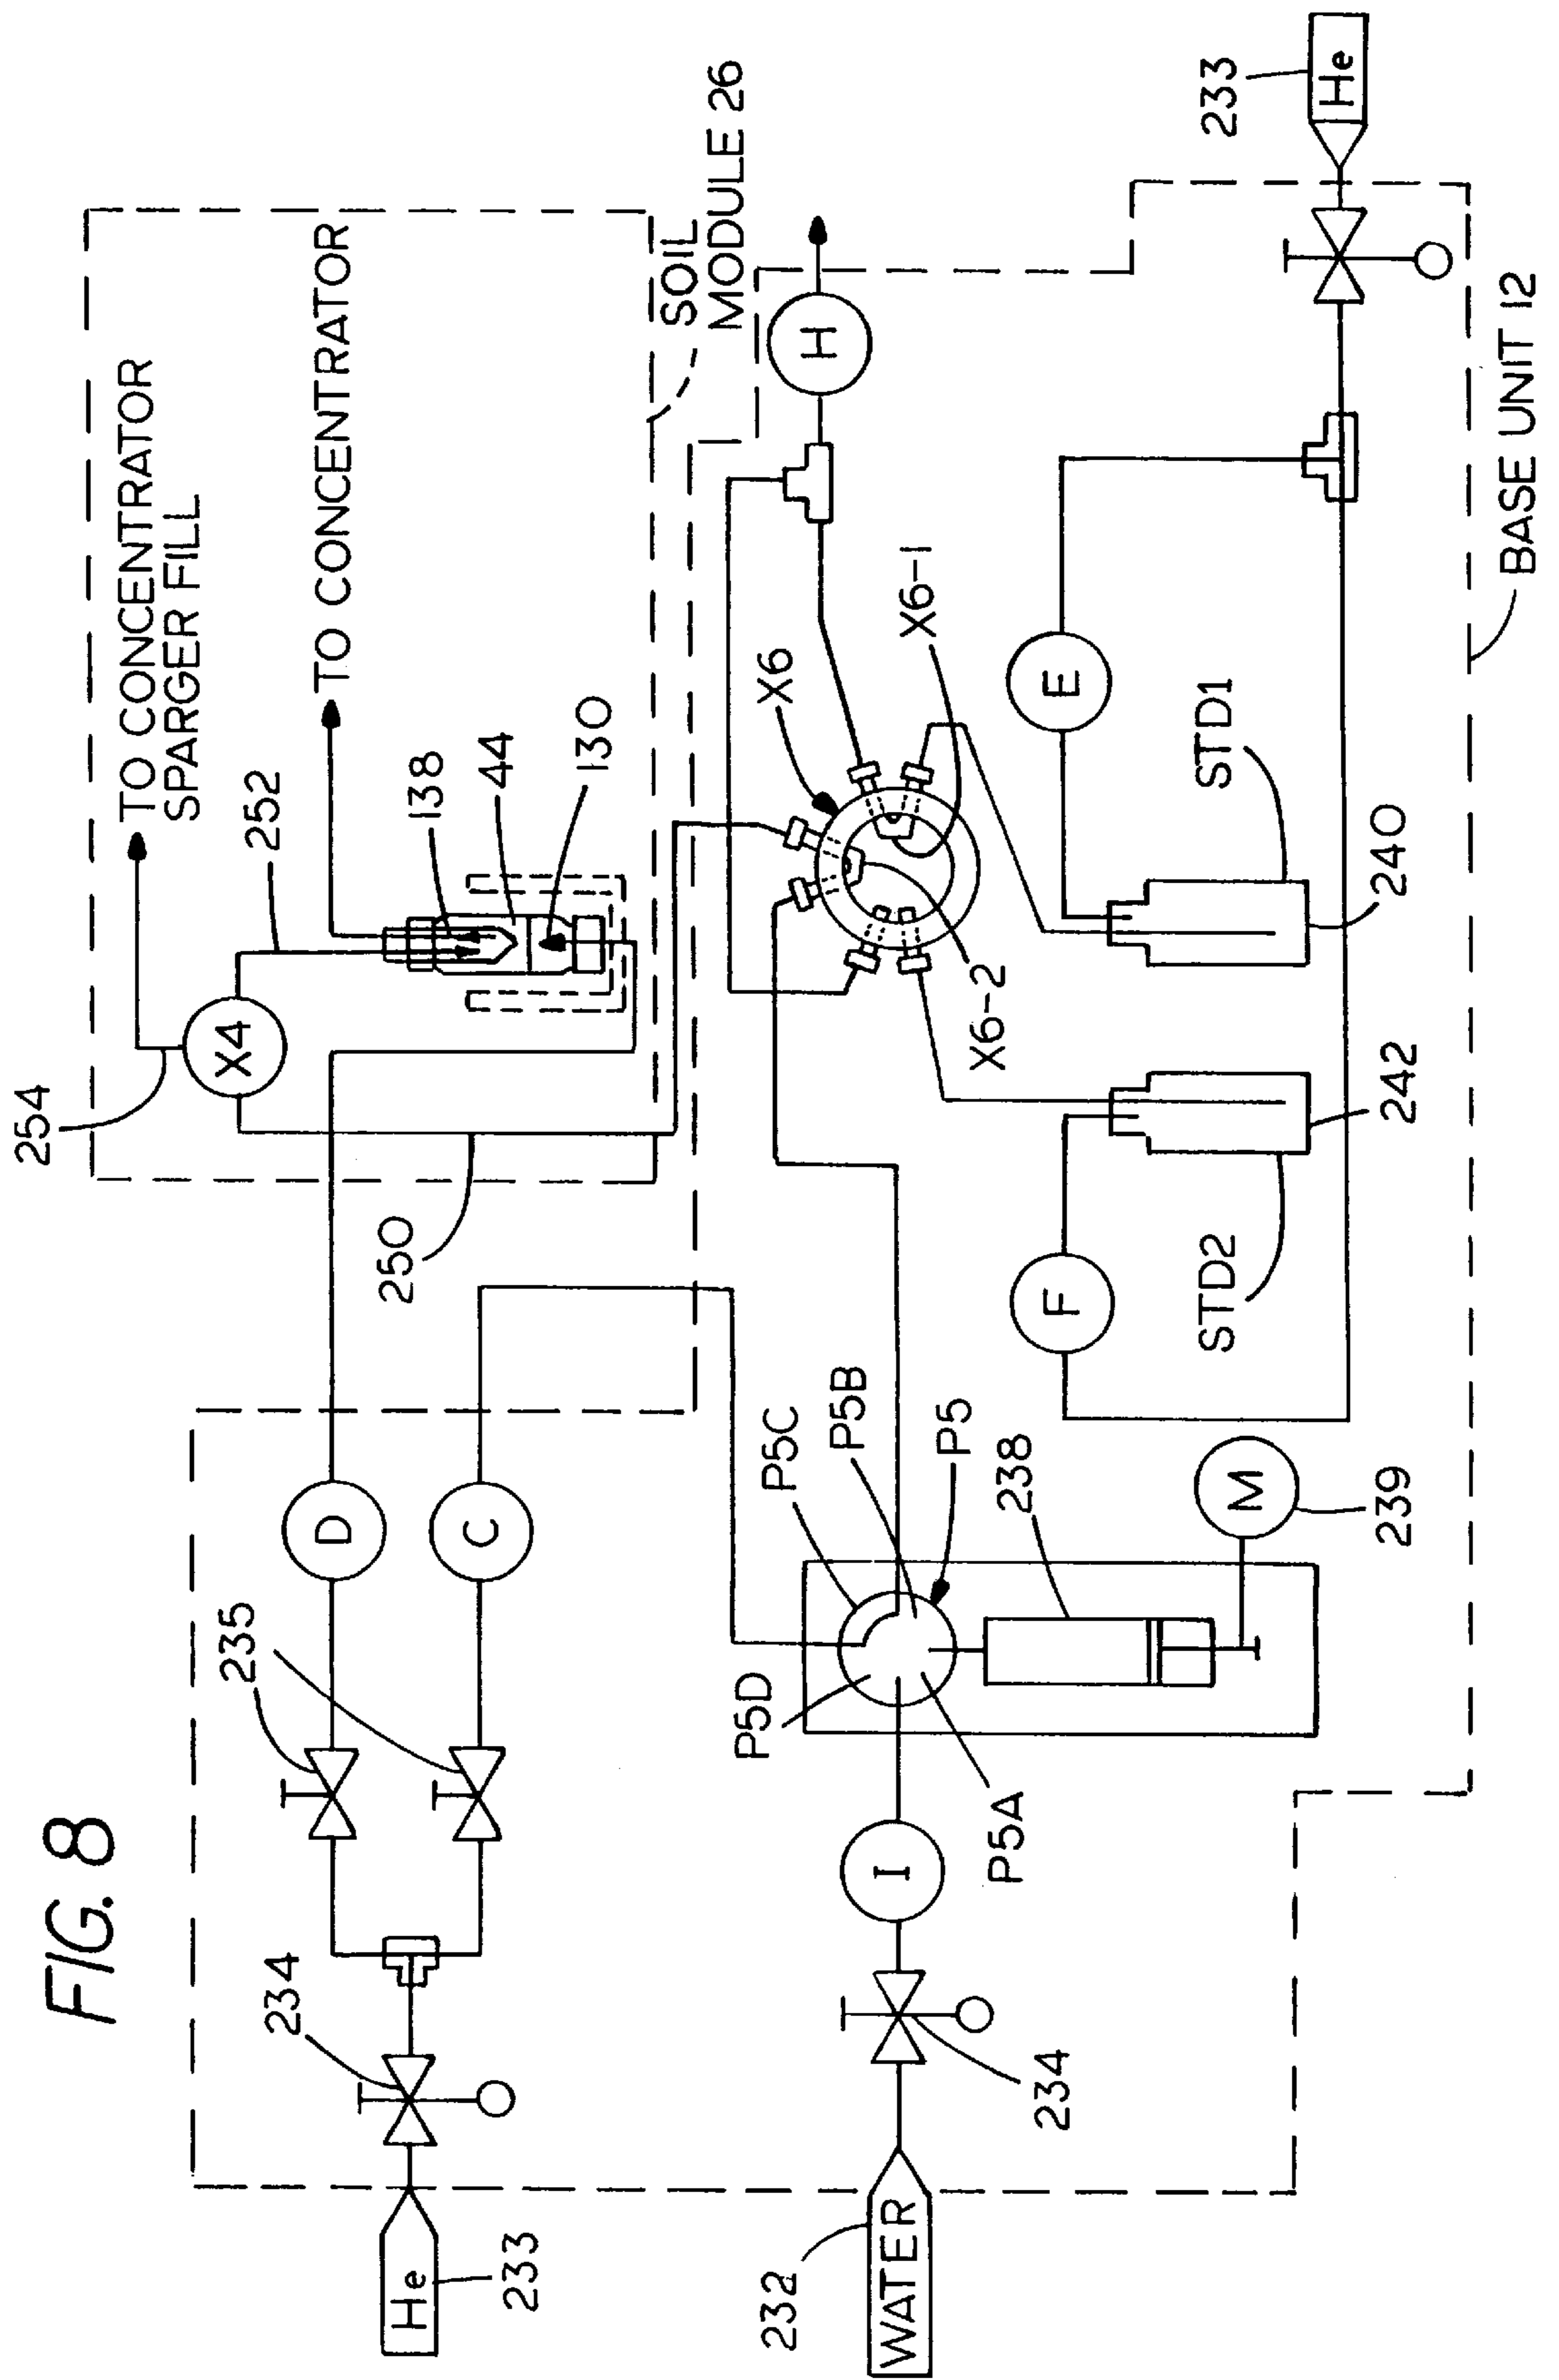 FIG. 8
He
233
234
235
D
C
254
X4
TO CONCENTRATOR
SPARGER FILL
252
TO CONCENTRATOR
138
44
130
250
SOIL
MODULE 26
WATER
232
234
I
P5D
P5A
P5C
P5B
P5
238
M
239
X6
X6-1
X6-2
H
F
E
STD2
242
STD1
240
He
233
BASE UNIT 12